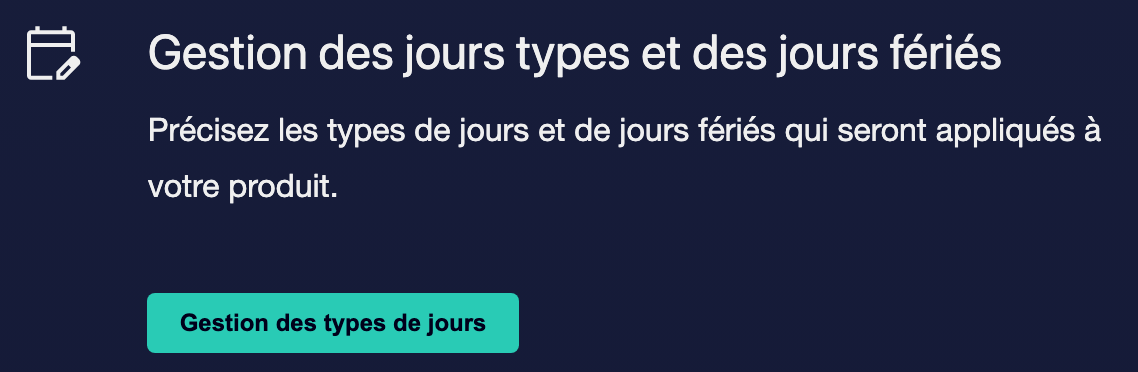 Gestion des jours types et des jours fériés
Précisez les types de jours et de jours fériés qui seront appliqués à
votre produit.
Gestion des types de jours